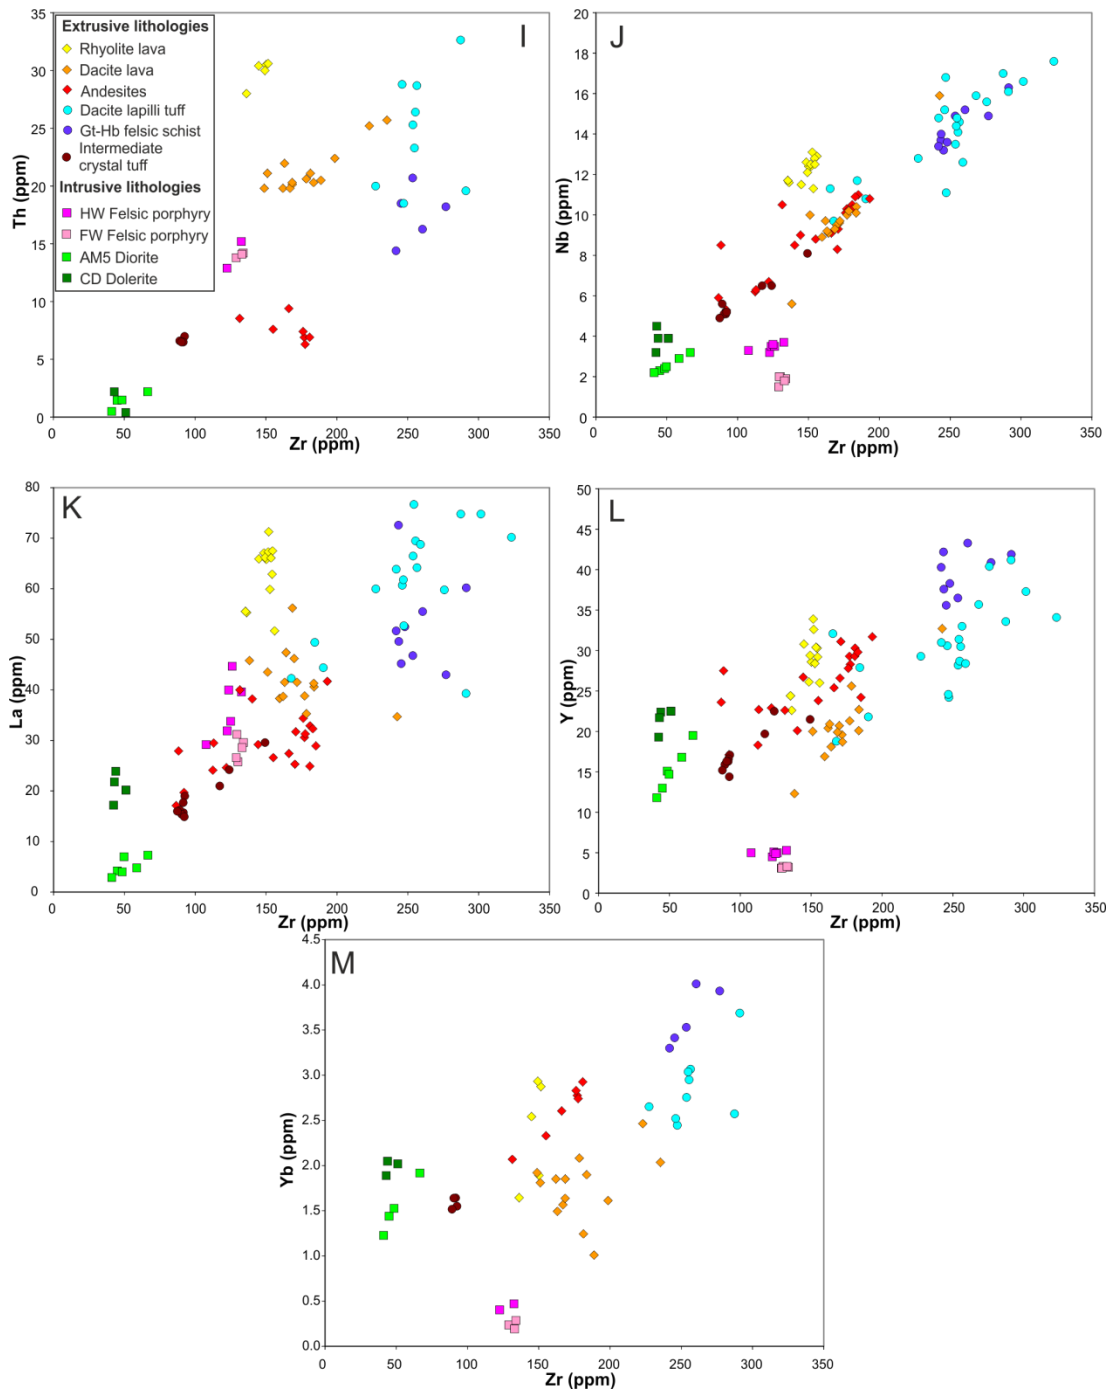 I
Th (ppm)
35
30
25
20
15
10
5
0
Extrusive lithologies
Rhyolite lava
Dacite lava
Andesites
Dacite lapilli tuff
Gt-Hb felsic schist
Intermediate
crystal tuff
Intrusive lithologies
HW Felsic porphyry
FW Felsic porphyry
AM5 Diorite
CD Dolerite
0 50 100 150 200 250 300 350
Zr (ppm)
J
Nb (ppm)
20
18
16
14
12
10
8
6
4
2
0
0 50 100 150 200 250 300 350
Zr (ppm)
K
La (ppm)
80
70
60
50
40
30
20
10
0
0 50 100 150 200 250 300 350
Zr (ppm)
L
Y (ppm)
50
45
40
35
30
25
20
15
10
5
0
0 50 100 150 200 250 300 350
Zr (ppm)
M
Yb (ppm)
4.5
4.0
3.5
3.0
2.5
2.0
1.5
1.0
0.5
0.0
0 50 100 150 200 250 300 350
Zr (ppm)